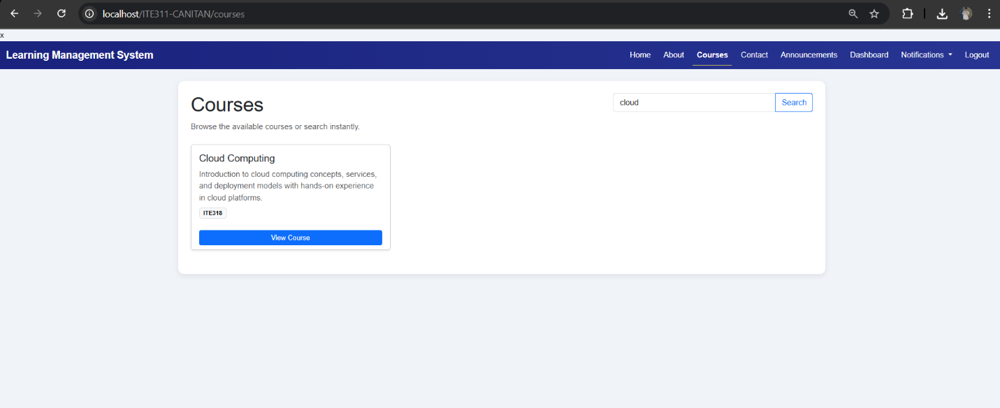 localhost/ITE311-CANITAN/courses
x
Learning Management System
Home About Courses Contact Announcements Dashboard Notifications Logout
Courses
cloud Search
Browse the available courses or search instantly.
Cloud Computing
Introduction to cloud computing concepts, services,
and deployment models with hands-on experience
in cloud platforms.
ITE318
View Course